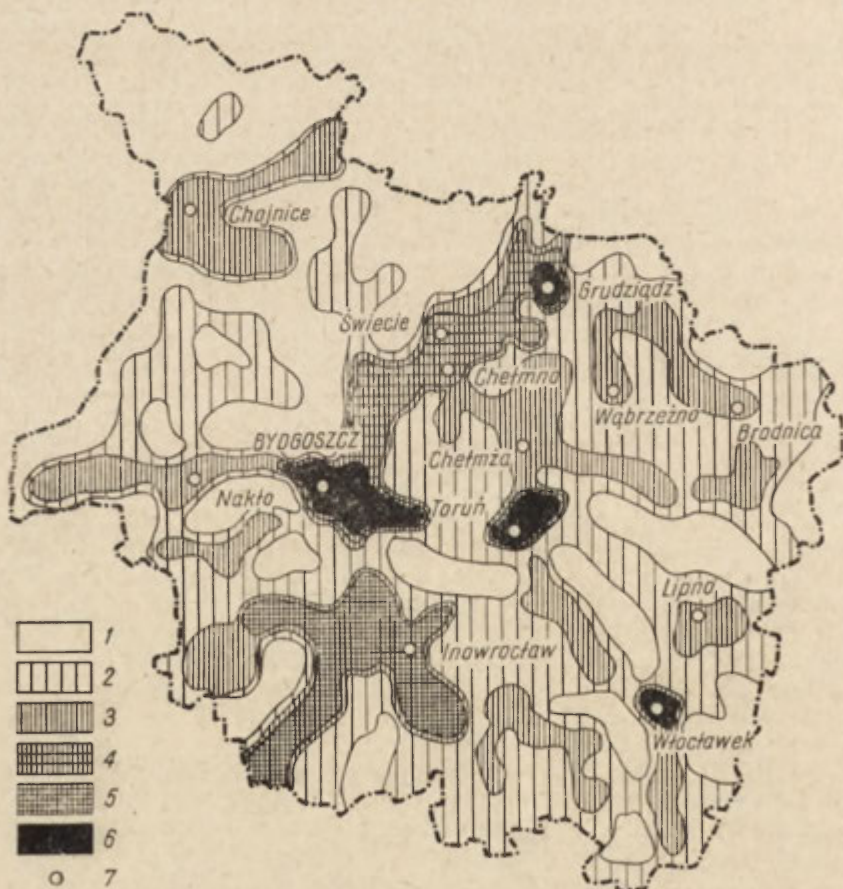 Chojnice
Grudziądz
Świecie
Chełmno
Wąbrzeźno
BYDGOSZCZ
Brodnica
Chełmża
Nakło
Toruń
Lipno
1
Inowrocław
2
3
Włocławek
4
5
6
7